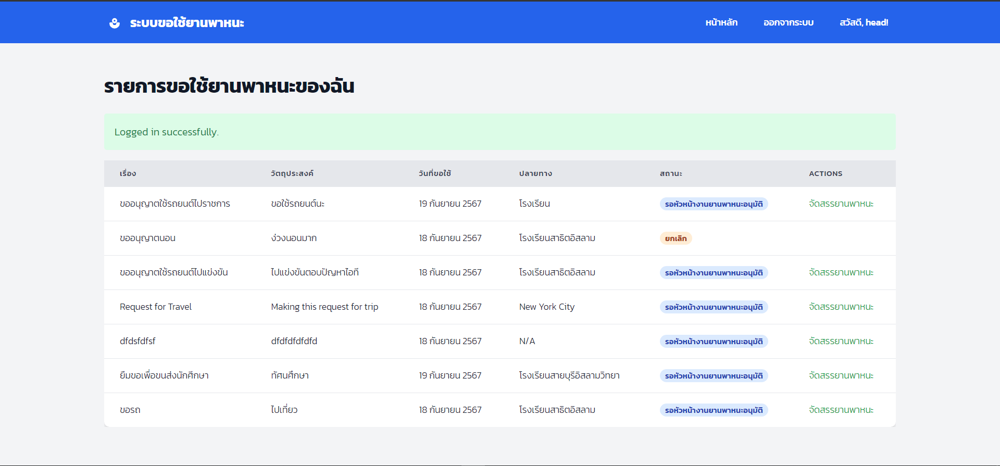 ระบบขอใช้ยานพาหนะ หน้าหลัก ออกจากระบบ สวัสดี, head!
รายการขอใช้ยานพาหนะของฉัน
Logged in successfully.
เรื่อง วัตถุประสงค์ วันที่ขอใช้ ปลายทาง สถานะ ACTIONS
ขออนุญาตใช้รถยนต์ไปราชการ ขอใช้รถยนต์นะ 19 กันยายน 2567 โรงเรียน รอหัวหน้างานยานพาหนะอนุมัติ จัดสรรยานพาหนะ
ขออนุญาตนอน ง่วงนอนมาก 18 กันยายน 2567 โรงเรียนสาธิตอิสลาม ยกเลิก
ขออนุญาตใช้รถยนต์ไปแข่งขัน ไปแข่งขันตอบปัญหาไอที 18 กันยายน 2567 โรงเรียนสาธิตอิสลาม รอหัวหน้างานยานพาหนะอนุมัติ จัดสรรยานพาหนะ
Request for Travel Making this request for trip 18 กันยายน 2567 New York City รอหัวหน้างานยานพาหนะอนุมัติ จัดสรรยานพาหนะ
dfdsfdfsf dfdfdfdfdfd 18 กันยายน 2567 N/A รอหัวหน้างานยานพาหนะอนุมัติ จัดสรรยานพาหนะ
ยืมขอเพื่อขนส่งนักศึกษา ทัศนศึกษา 19 กันยายน 2567 โรงเรียนสายบุรีอิสลามวิทยา รอหัวหน้างานยานพาหนะอนุมัติ จัดสรรยานพาหนะ
ขอรถ ไปเที่ยว 18 กันยายน 2567 โรงเรียนสาธิตอิสลาม รอหัวหน้างานยานพาหนะอนุมัติ จัดสรรยานพาหนะ